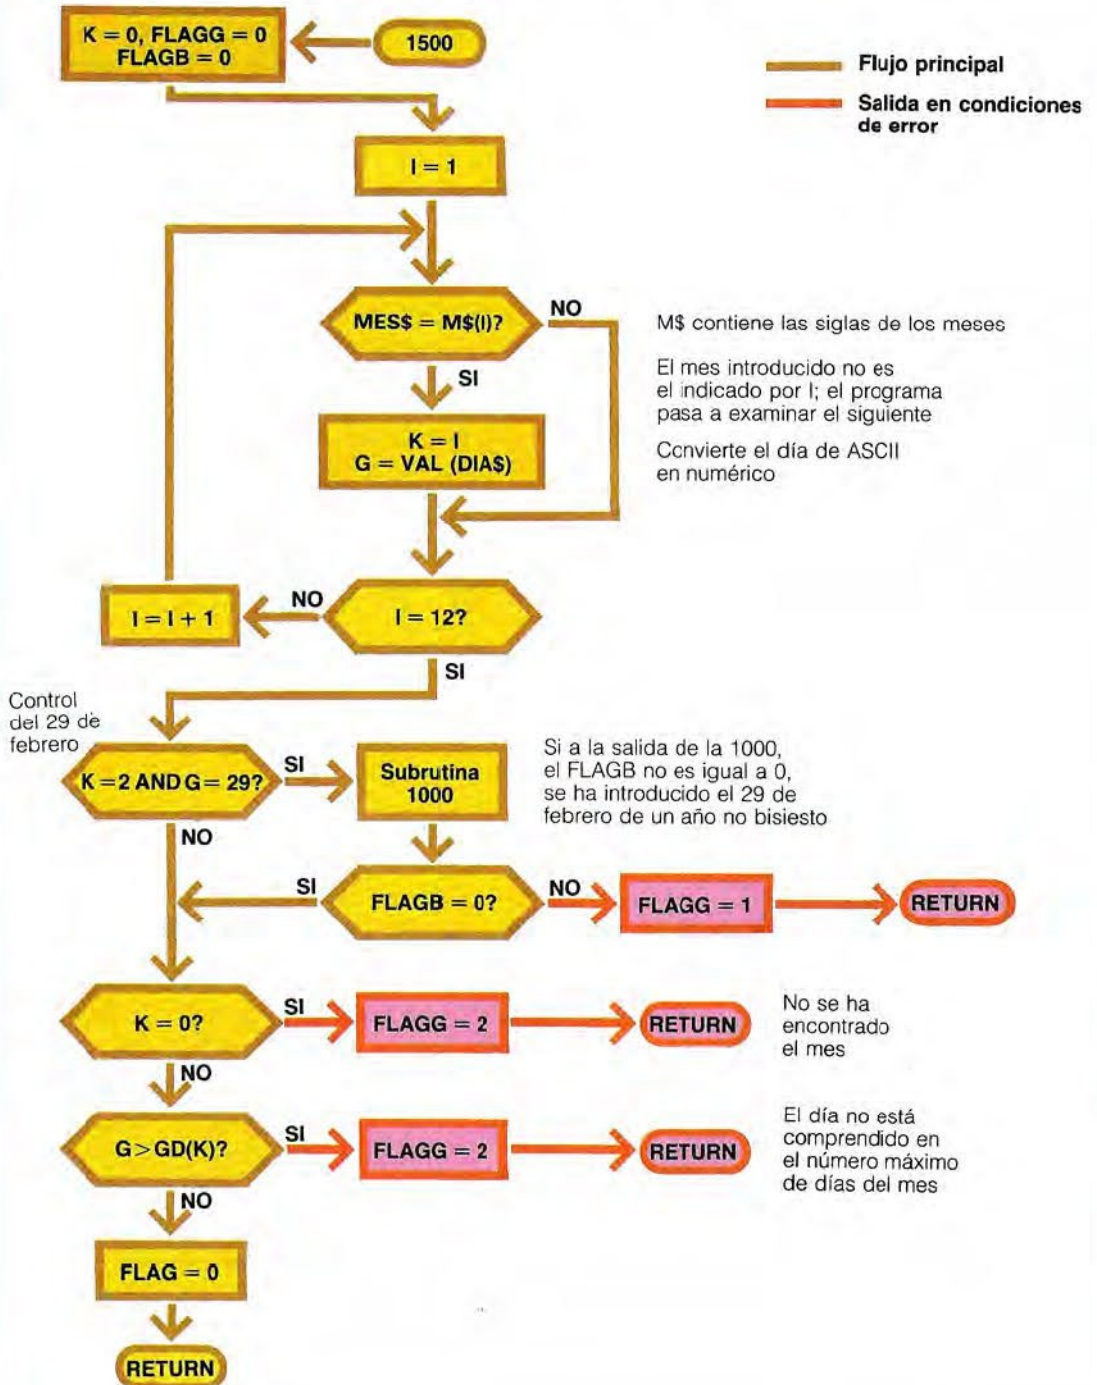 K = 0, FLAGG = 0
FLAGB = 0
1500
Flujo principal
Salida en condiciones
de error
I = 1
MES$ = M$(I)?
NO
SI
M$ contiene las siglas de los meses
El mes introducido no es
el indicado por I; el programa
pasa a examinar el siguiente
Convierte el día de ASCII
en numérico
K = I
G = VAL (DIA$)
I = I + 1
NO
I = 12?
SI
Control
del 29 de
febrero
K = 2 AND G = 29?
SI
NO
Subrutina
1000
Si a la salida de la 1000,
el FLAGB no es igual a 0,
se ha introducido el 29 de
febrero de un año no bisiesto
SI
FLAGB = 0?
NO
FLAGG = 1
RETURN
K = 0?
SI
NO
FLAGG = 2
RETURN
No se ha
encontrado
el mes
G > GD(K)?
SI
NO
FLAGG = 2
RETURN
El día no está
comprendido en
el número máximo
de días del mes
FLAG = 0
RETURN